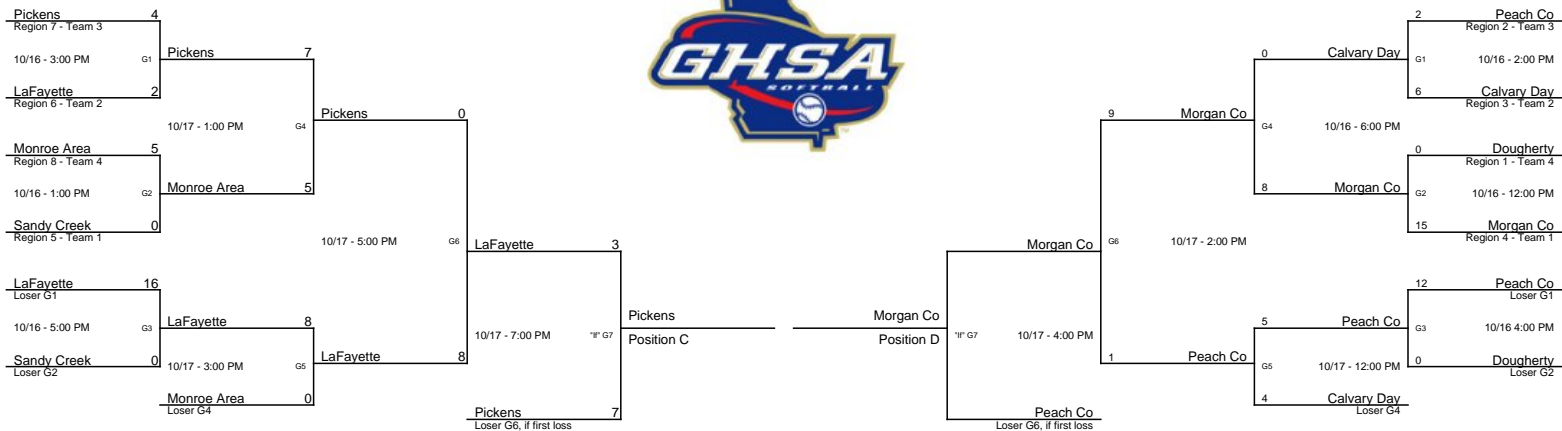 Pickens 4
Region 7 - Team 3
10/16 - 3:00 PM G1
Pickens 7
LaFayette 2
Region 6 - Team 2
10/17 - 1:00 PM G4
Pickens 0
Monroe Area 5
Region 8 - Team 4
10/16 - 1:00 PM G2
Monroe Area 5
Sandy Creek 0
Region 5 - Team 1
10/17 - 5:00 PM G6
LaFayette 3
LaFayette 16
Loser G1
10/16 - 5:00 PM G3
LaFayette 8
Sandy Creek 0
Loser G2
10/17 - 3:00 PM G5
LaFayette 8
Monroe Area 0
Loser G4
10/17 - 7:00 PM "If" G7
Pickens
Position C
Pickens 7
Loser G6, if first loss
GHSA
SOFTBALL
TM
2 Peach Co
Region 2 - Team 3
G1 10/16 - 2:00 PM
0 Calvary Day
6 Calvary Day
Region 3 - Team 2
G4 10/16 - 6:00 PM
9 Morgan Co
0 Dougherty
Region 1 - Team 4
G2 10/16 - 12:00 PM
8 Morgan Co
15 Morgan Co
Region 4 - Team 1
G6 10/17 - 2:00 PM
Morgan Co
12 Peach Co
Loser G1
G3 10/16 4:00 PM
5 Peach Co
0 Dougherty
Loser G2
G5 10/17 - 12:00 PM
1 Peach Co
4 Calvary Day
Loser G4
"If" G7 10/17 - 4:00 PM
Morgan Co
Position D
Peach Co
Loser G6, if first loss